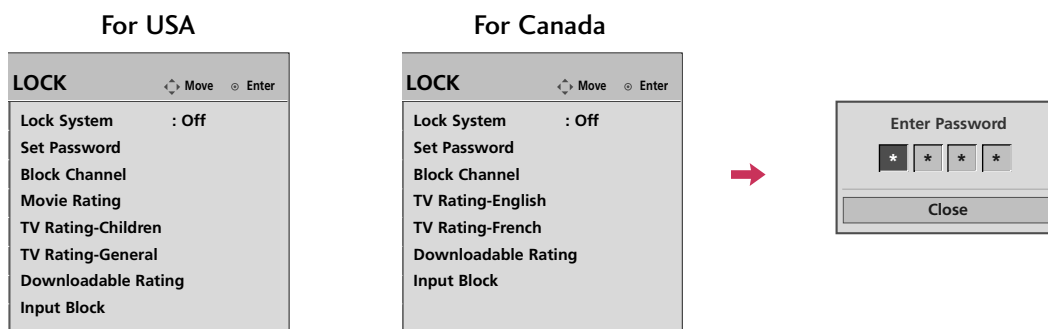 For USA
LOCK Move Enter
Lock System : Off
Set Password
Block Channel
Movie Rating
TV Rating-Children
TV Rating-General
Downloadable Rating
Input Block
For Canada
LOCK Move Enter
Lock System : Off
Set Password
Block Channel
TV Rating-English
TV Rating-French
Downloadable Rating
Input Block
Enter Password
* * * *
Close